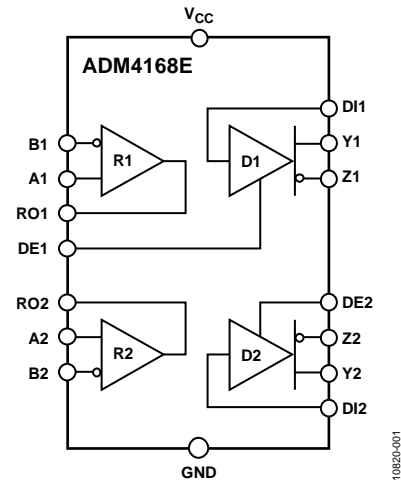 VCC
ADM4168E
B1
A1
RO1
DE1
R1
D1
DI1
Y1
Z1
RO2
A2
B2
R2
D2
DE2
Z2
Y2
DI2
GND
10820-001